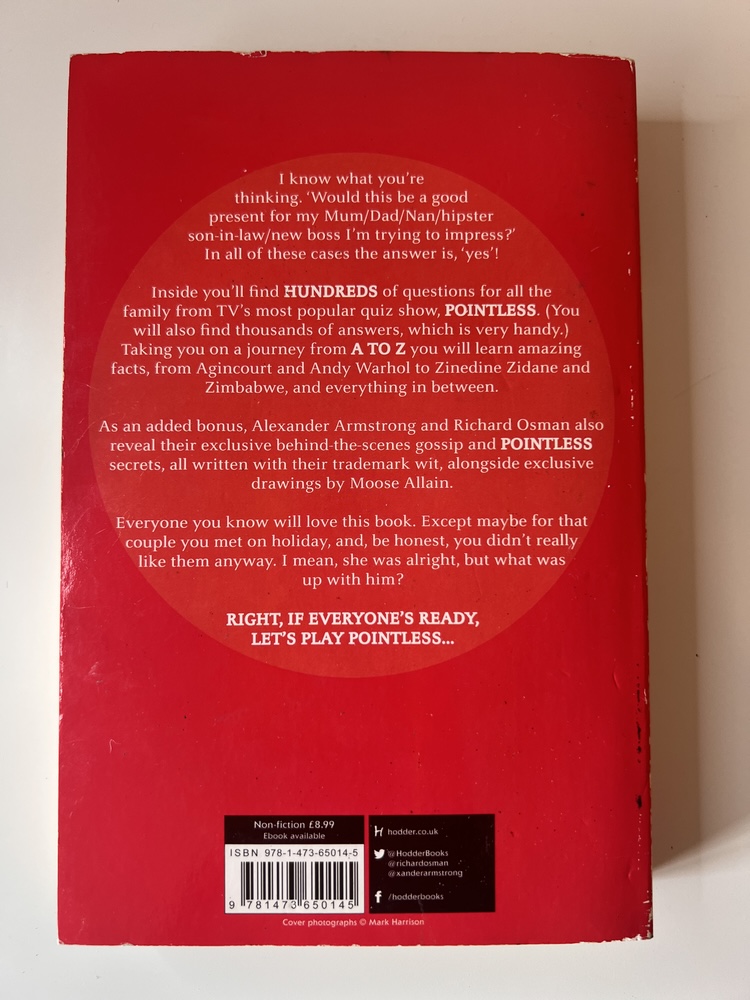 I know what you're
thinking. 'Would this be a good
present for my Mum/Dad/Nan/hipster
son-in-law/new boss I'm trying to impress?'
In all of these cases the answer is, 'yes'!
Inside you'll find HUNDREDS of questions for all the
family from TV's most popular quiz show, POINTLESS. (You
will also find thousands of answers, which is very handy.)
Taking you on a journey from A TO Z you will learn amazing
facts, from Agincourt and Andy Warhol to Zinedine Zidane and
Zimbabwe, and everything in between.
As an added bonus, Alexander Armstrong and Richard Osman also
reveal their exclusive behind-the-scenes gossip and POINTLESS
secrets, all written with their trademark wit, alongside exclusive
drawings by Moose Allain.
Everyone you know will love this book. Except maybe for that
couple you met on holiday, and, be honest, you didn't really
like them anyway. I mean, she was alright, but what was
up with him?
RIGHT, IF EVERYONE'S READY,
LET'S PLAY POINTLESS...
Non-fiction £8.99
Ebook available
ISBN 978-1-473-65014-5
9 781473 650145
hodder.co.uk
@HodderBooks
@richardosman
@xanderarmstrong
/hodderbooks
Cover photographs © Mark Harrison